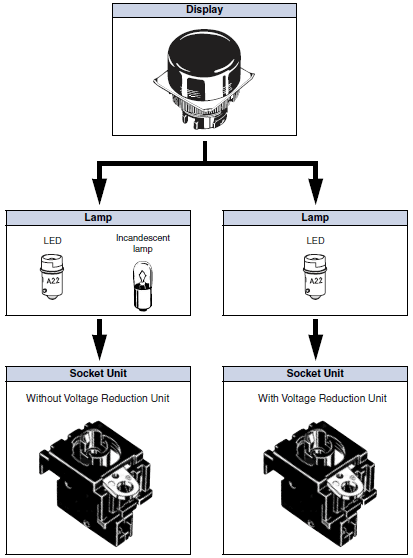 Display
Lamp
LED
Incandescent
lamp
A22
Lamp
LED
A22
Socket Unit
Without Voltage Reduction Unit
Socket Unit
With Voltage Reduction Unit